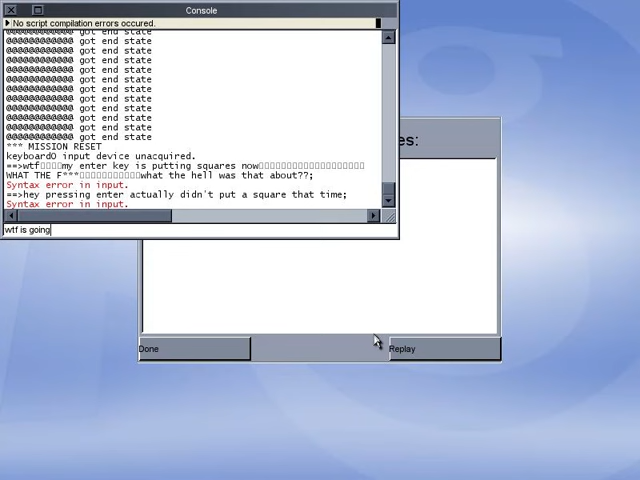 Console
No script compilation errors occured.
@@@@@@@@@@@ got end state
@@@@@@@@@@@ got end state
@@@@@@@@@@@ got end state
@@@@@@@@@@@ got end state
@@@@@@@@@@@ got end state
@@@@@@@@@@@ got end state
@@@@@@@@@@@ got end state
@@@@@@@@@@@ got end state
@@@@@@@@@@@ got end state
@@@@@@@@@@@ got end state
@@@@@@@@@@@ got end state
@@@@@@@@@@@ got end state
*** MISSION RESET
keyboard0 input device unacquired.
==>wtf▯▯▯▯my enter key is putting squares now▯▯▯▯▯▯▯▯▯▯▯▯▯▯▯▯▯▯▯▯
WHAT THE F***▯▯▯▯▯▯▯▯▯▯▯▯what the hell was that about??;
Syntax error in input.
==>hey pressing enter actually didn't put a square that time;
Syntax error in input.
wtf is going
es:
Done
Replay